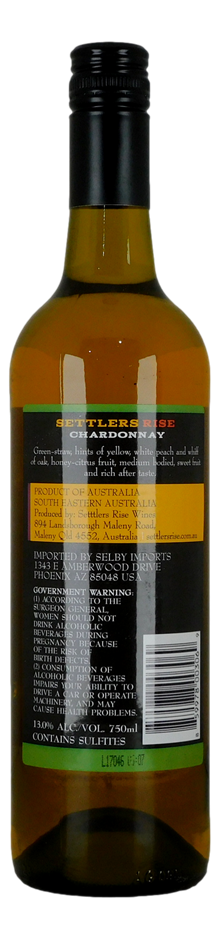 SETTLERS RISE
CHARDONNAY
Green-straw, hints of yellow, white peach and whiff
of oak, honey-citrus fruit, medium bodied, sweet fruit
and rich after taste.
PRODUCT OF AUSTRALIA
SOUTH EASTERN AUSTRALIA
Produced by: Setttlers Rise Wines
894 Landsborough Maleny Road,
Maleny Qld 4552, Australia settlersrise.com.au
IMPORTED BY SELBY IMPORTS
1343 E AMBERWOOD DRIVE
PHOENIX AZ 85048 USA
GOVERNMENT WARNING:
(1) ACCORDING TO THE
SURGEON GENERAL,
WOMEN SHOULD NOT
DRINK ALCOHOLIC
BEVERAGES DURING
PREGNANCY BECAUSE
OF THE RISK OF
BIRTH DEFECTS.
(2) CONSUMPTION OF
ALCOHOLIC BEVERAGES
IMPAIRS YOUR ABILITY TO
DRIVE A CAR OR OPERATE
MACHINERY, AND MAY
CAUSE HEALTH PROBLEMS.
13.0% ALC. VOL. 750ml
CONTAINS SULFITES